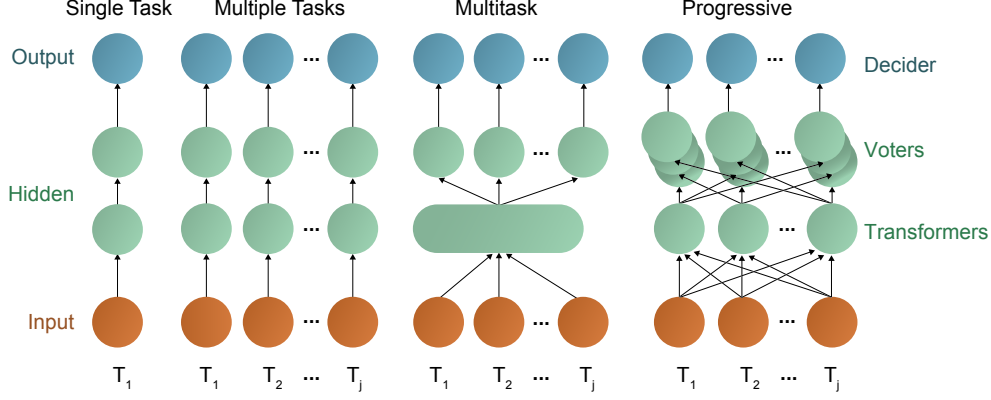 Single Task Multiple Tasks Multitask Progressive
Output ... ... ... Decider
... ... ... Voters
Hidden
... ... Transformers
Input ... ... ...
T1 T1 T2 ... Tj T1 T2 ... Tj T1 T2 ... Tj